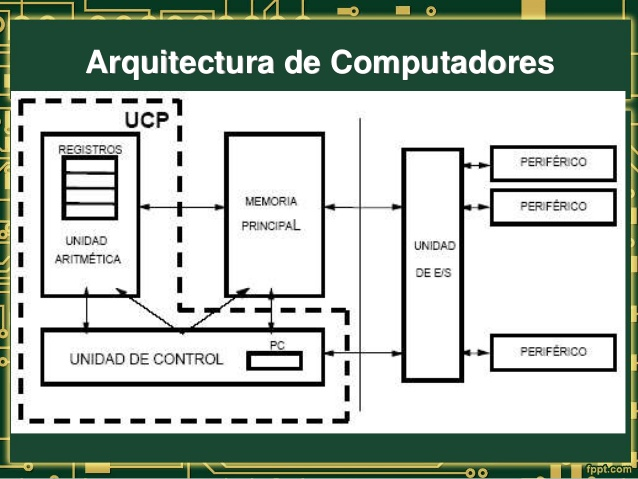 Arquitectura de Computadores
UCP
REGISTROS
UNIDAD
ARITMÉTICA
MEMORIA
PRINCIPAL
UNIDAD DE CONTROL
PC
UNIDAD
DE E/S
PERIFÉRICO
PERIFÉRICO
PERIFÉRICO
fppt.com